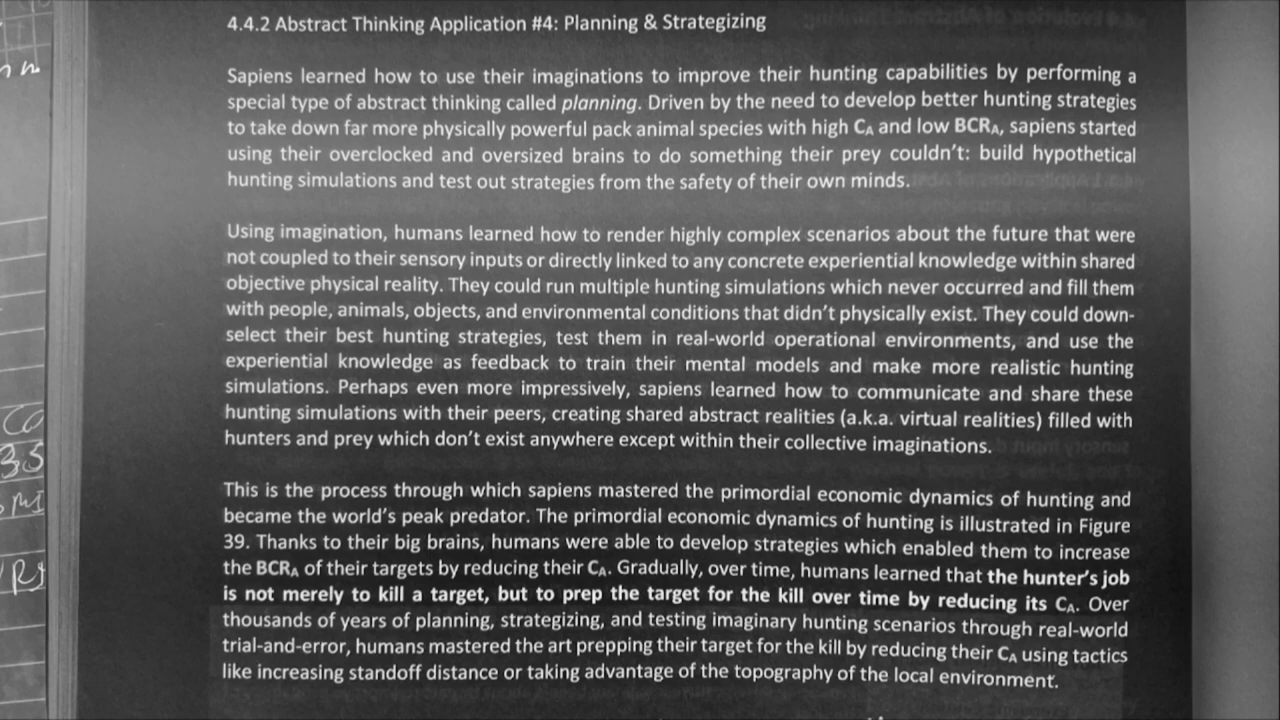 4.4.2 Abstract Thinking Application #4: Planning & Strategizing
Sapiens learned how to use their imaginations to improve their hunting capabilities by performing a
special type of abstract thinking called planning. Driven by the need to develop better hunting strategies
to take down far more physically powerful pack animal species with high CA and low BCRA, sapiens started
using their overclocked and oversized brains to do something their prey couldn't: build hypothetical
hunting simulations and test out strategies from the safety of their own minds.
Using imagination, humans learned how to render highly complex scenarios about the future that were
not coupled to their sensory inputs or directly linked to any concrete experiential knowledge within shared
objective physical reality. They could run multiple hunting simulations which never occurred and fill them
with people, animals, objects, and environmental conditions that didn't physically exist. They could down-
select their best hunting strategies, test them in real-world operational environments, and use the
experiential knowledge as feedback to train their mental models and make more realistic hunting
simulations. Perhaps even more impressively, sapiens learned how to communicate and share these
hunting simulations with their peers, creating shared abstract realities (a.k.a. virtual realities) filled with
hunters and prey which don't exist anywhere except within their collective imaginations.
This is the process through which sapiens mastered the primordial economic dynamics of hunting and
became the world's peak predator. The primordial economic dynamics of hunting is illustrated in Figure
39. Thanks to their big brains, humans were able to develop strategies which enabled them to increase
the BCRA of their targets by reducing their CA. Gradually, over time, humans learned that the hunter's job
is not merely to kill a target, but to prep the target for the kill over time by reducing its CA. Over
thousands of years of planning, strategizing, and testing imaginary hunting scenarios through real-world
trial-and-error, humans mastered the art prepping their target for the kill by reducing their CA using tactics
like increasing standoff distance or taking advantage of the topography of the local environment.
35